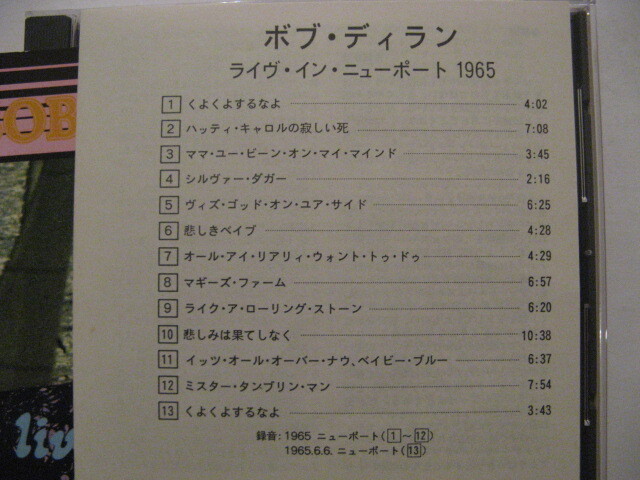 ボブ・ディラン
ライヴ・イン・ニューポート 1965
1 くよくよするなよ 4:02
2 ハッティ・キャロルの寂しい死 7:08
3 ママ・ユー・ビーン・オン・マイ・マインド 3:45
4 シルヴァー・ダガー 2:16
5 ヴィズ・ゴッド・オン・ユア・サイド 6:25
6 悲しきベイブ 4:28
7 オール・アイ・リアリィ・ウォント・トゥ・ドゥ 4:29
8 マギーズ・ファーム 6:57
9 ライク・ア・ローリング・ストーン 6:20
10 悲しみは果てしなく 10:38
11 イッツ・オール・オーバー・ナウ、ベイビー・ブルー 6:37
12 ミスター・タンブリン・マン 7:54
13 くよくよするなよ 3:43
録音: 1965 ニューポート(1〜12)
1965.6.6. ニューポート(13)
OB
liv